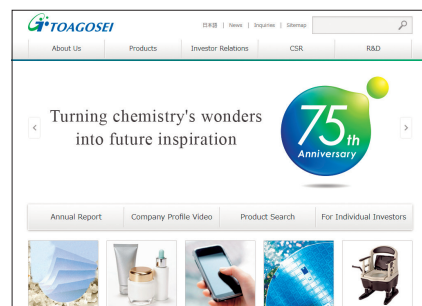 TOAGOSEI
日本語 | News | Inquiries | Sitemap
About Us
Products
Investor Relations
CSR
R&D
Turning chemistry's wonders
into future inspiration
75th
Anniversary
Annual Report
Company Profile Video
Product Search
For Individual Investors